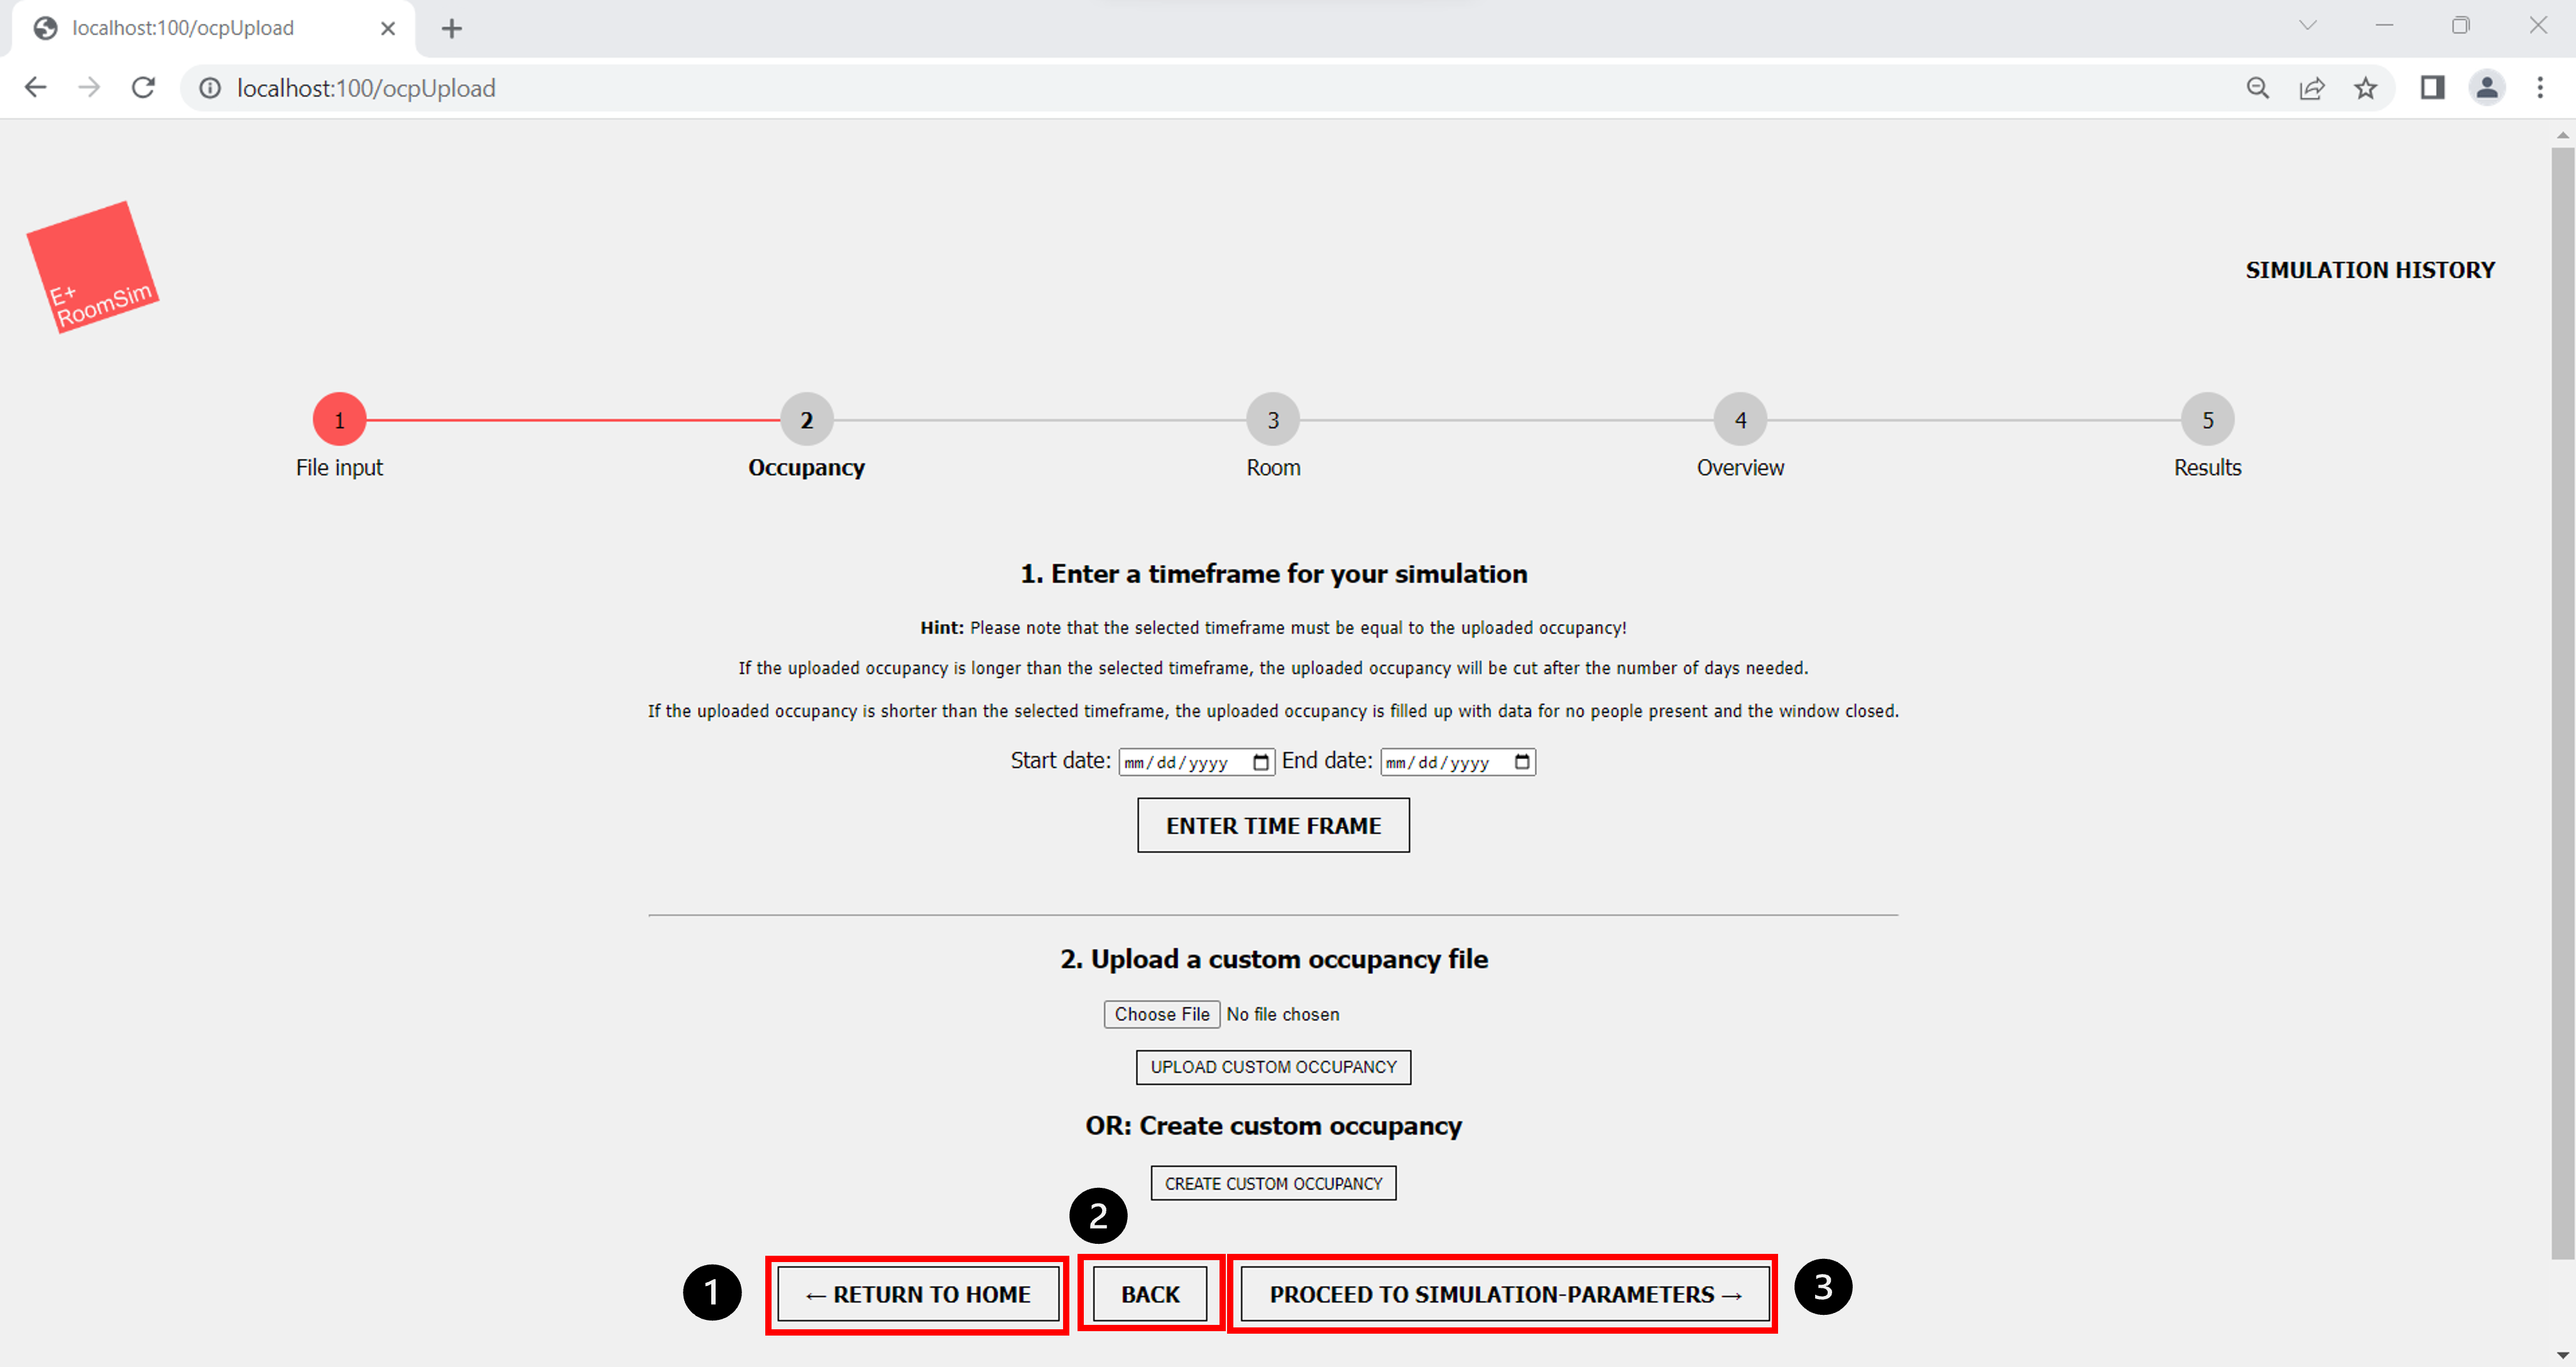 localhost:100/ocpUpload
localhost:100/ocpUpload
E+
RoomSim
SIMULATION HISTORY
1 2 3 4 5
File input Occupancy Room Overview Results
1. Enter a timeframe for your simulation
Hint: Please note that the selected timeframe must be equal to the uploaded occupancy!
If the uploaded occupancy is longer than the selected timeframe, the uploaded occupancy will be cut after the number of days needed.
If the uploaded occupancy is shorter than the selected timeframe, the uploaded occupancy is filled up with data for no people present and the window closed.
Start date: mm/dd/yyyy End date: mm/dd/yyyy
ENTER TIME FRAME
2. Upload a custom occupancy file
Choose File No file chosen
UPLOAD CUSTOM OCCUPANCY
OR: Create custom occupancy
CREATE CUSTOM OCCUPANCY
2
1 ← RETURN TO HOME BACK PROCEED TO SIMULATION-PARAMETERS → 3